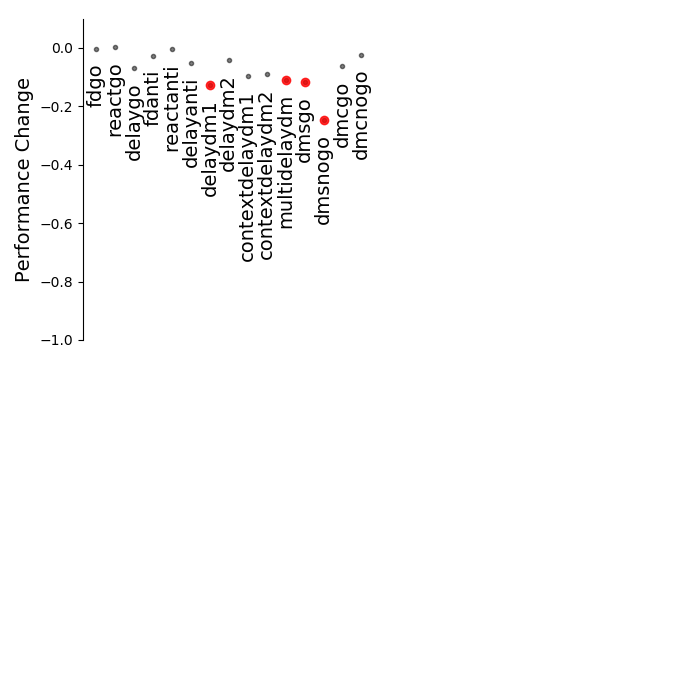 0.0
−0.2
−0.4
−0.6
−0.8
−1.0
Performance Change
fdgo
reactgo
delaygo
fdanti
reactanti
delayanti
delaydm1
delaydm2
contextdelaydm1
contextdelaydm2
multidelaydm
dmsgo
dmsnogo
dmcgo
dmcnogo